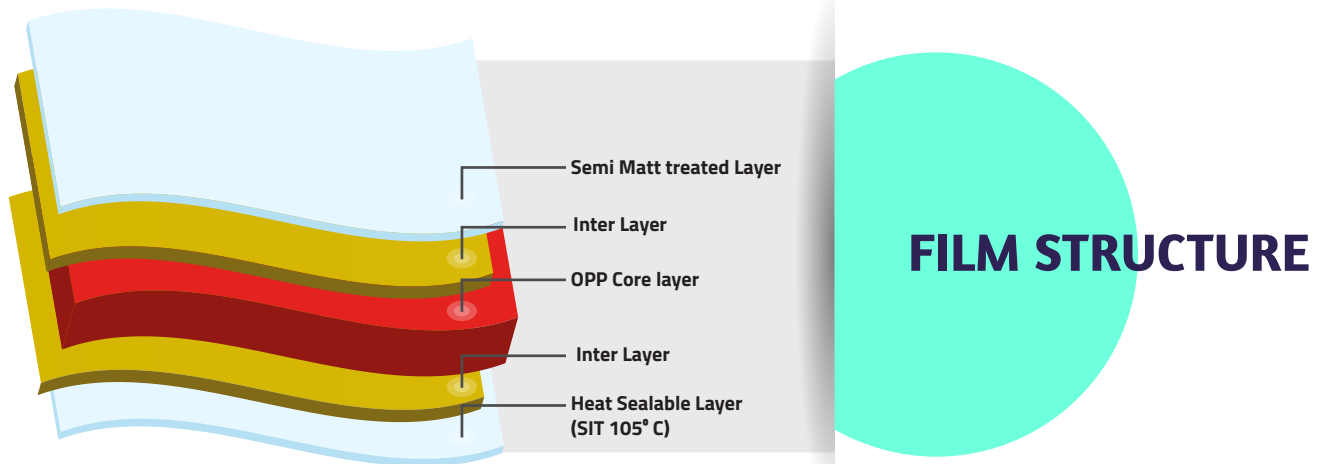 Semi Matt treated Layer
Inter Layer
OPP Core layer
Inter Layer
Heat Sealable Layer
(SIT 105° C)
FILM STRUCTURE